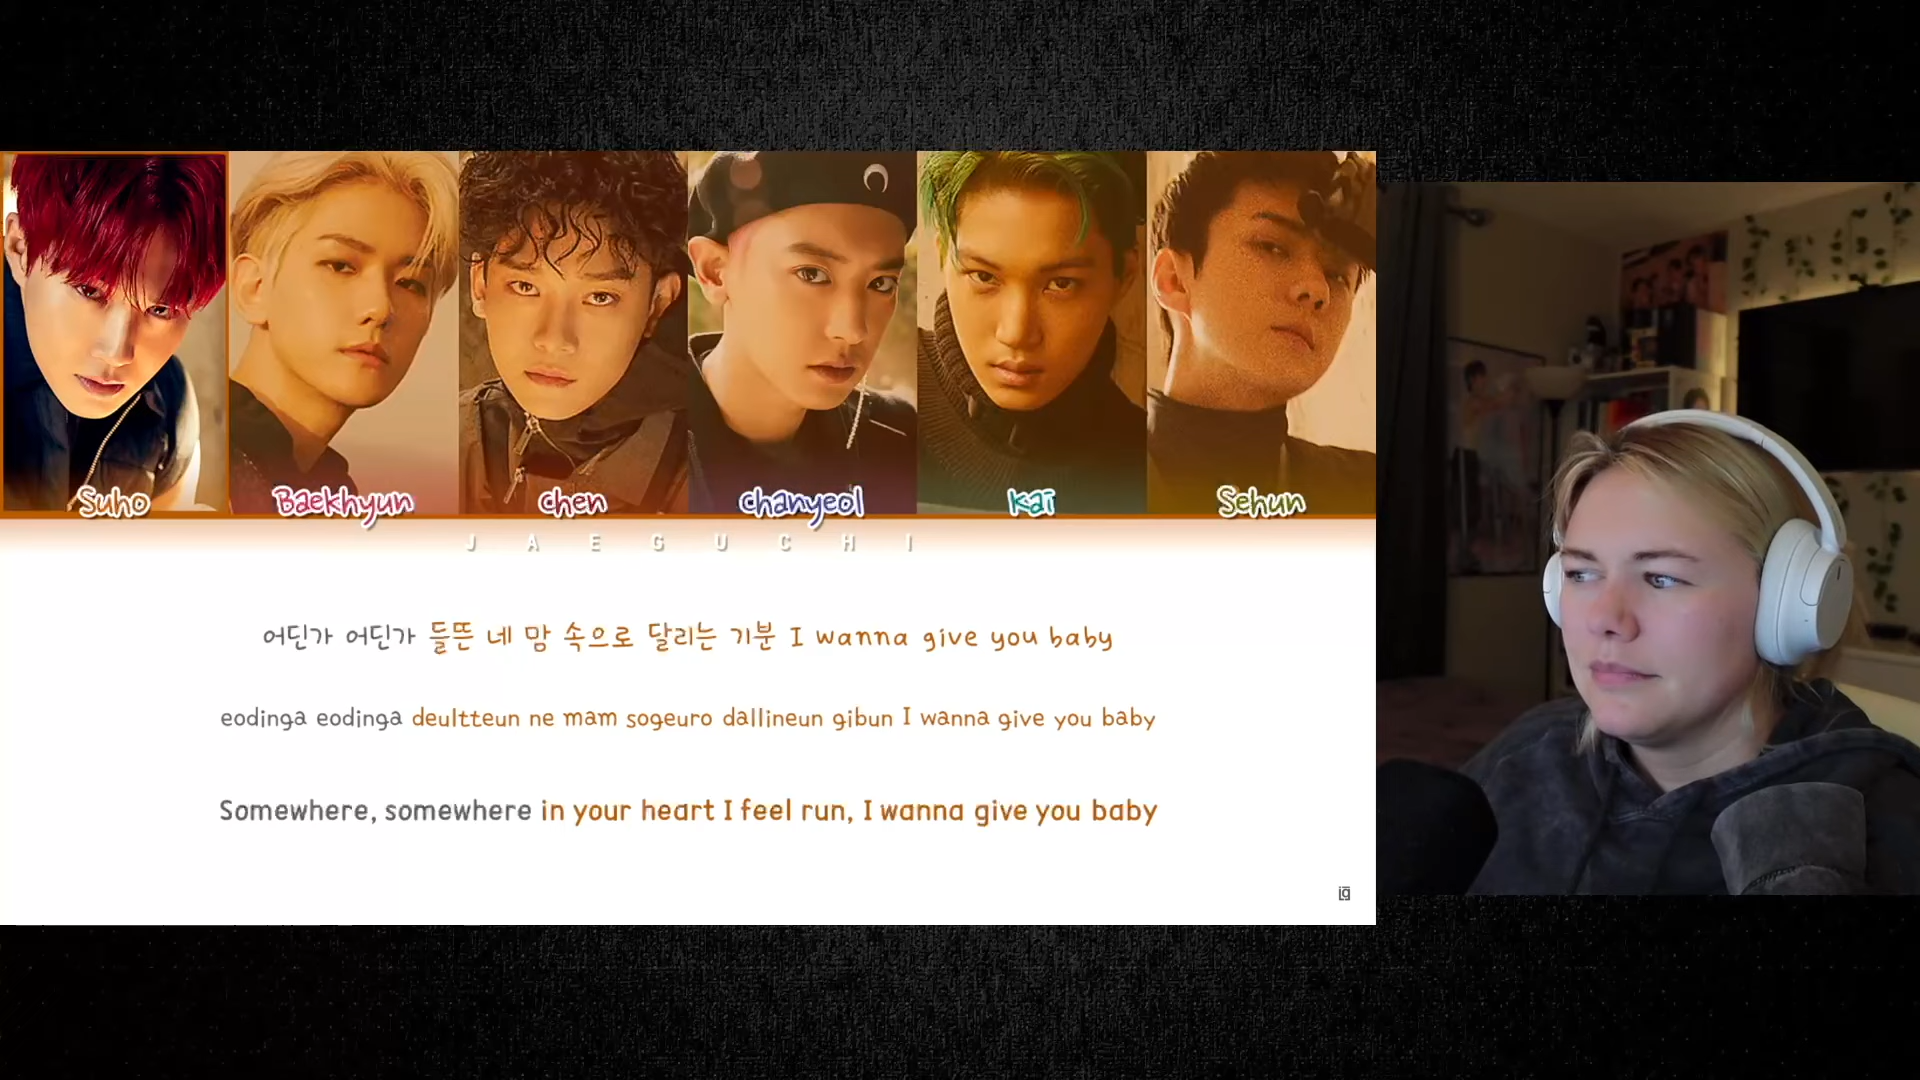 Suho
Baekhyun
chen
chanyeol
kai
Sehun
JAEGUCHI
어딘가 어딘가 들뜬 네 맘 속으로 달리는 기분 I wanna give you baby
eodinga eodinga deultteun ne mam sogeuro dallineun gibun I wanna give you baby
Somewhere, somewhere in your heart I feel run, I wanna give you baby